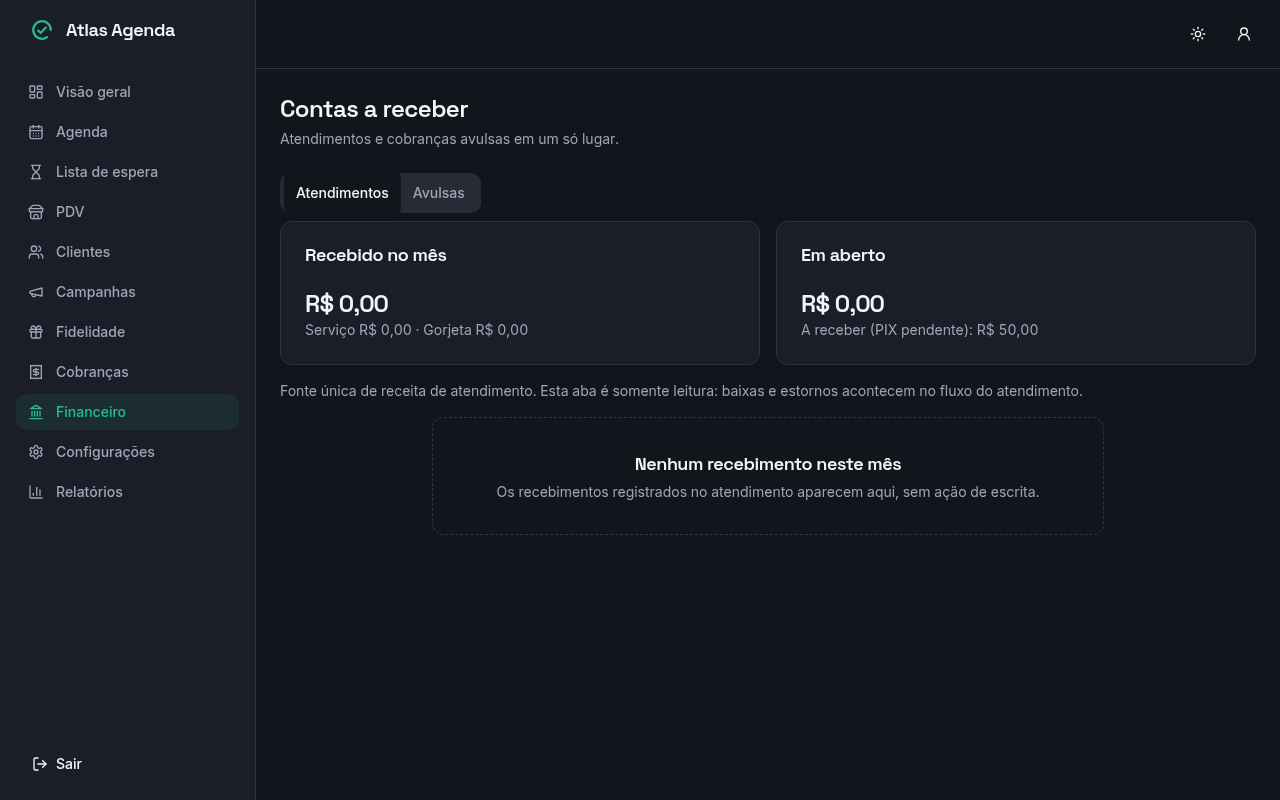 Atlas Agenda
Visão geral
Agenda
Lista de espera
PDV
Clientes
Campanhas
Fidelidade
Cobranças
Financeiro
Configurações
Relatórios
Sair
Contas a receber
Atendimentos e cobranças avulsas em um só lugar.
Atendimentos
Avulsas
Recebido no mês
R$ 0,00
Serviço R$ 0,00 · Gorjeta R$ 0,00
Em aberto
R$ 0,00
A receber (PIX pendente): R$ 50,00
Fonte única de receita de atendimento. Esta aba é somente leitura: baixas e estornos acontecem no fluxo do atendimento.
Nenhum recebimento neste mês
Os recebimentos registrados no atendimento aparecem aqui, sem ação de escrita.